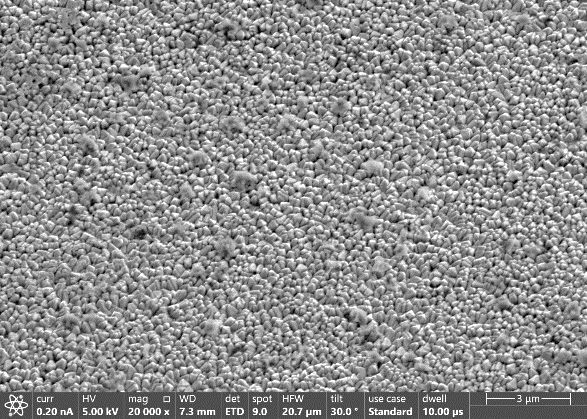 curr HV mag □ WD det spot HFW tilt use case dwell
0.20 nA 5.00 kV 20 000 x 7.3 mm ETD 9.0 20.7 µm 30.0 ° Standard 10.00 µs 3 µm